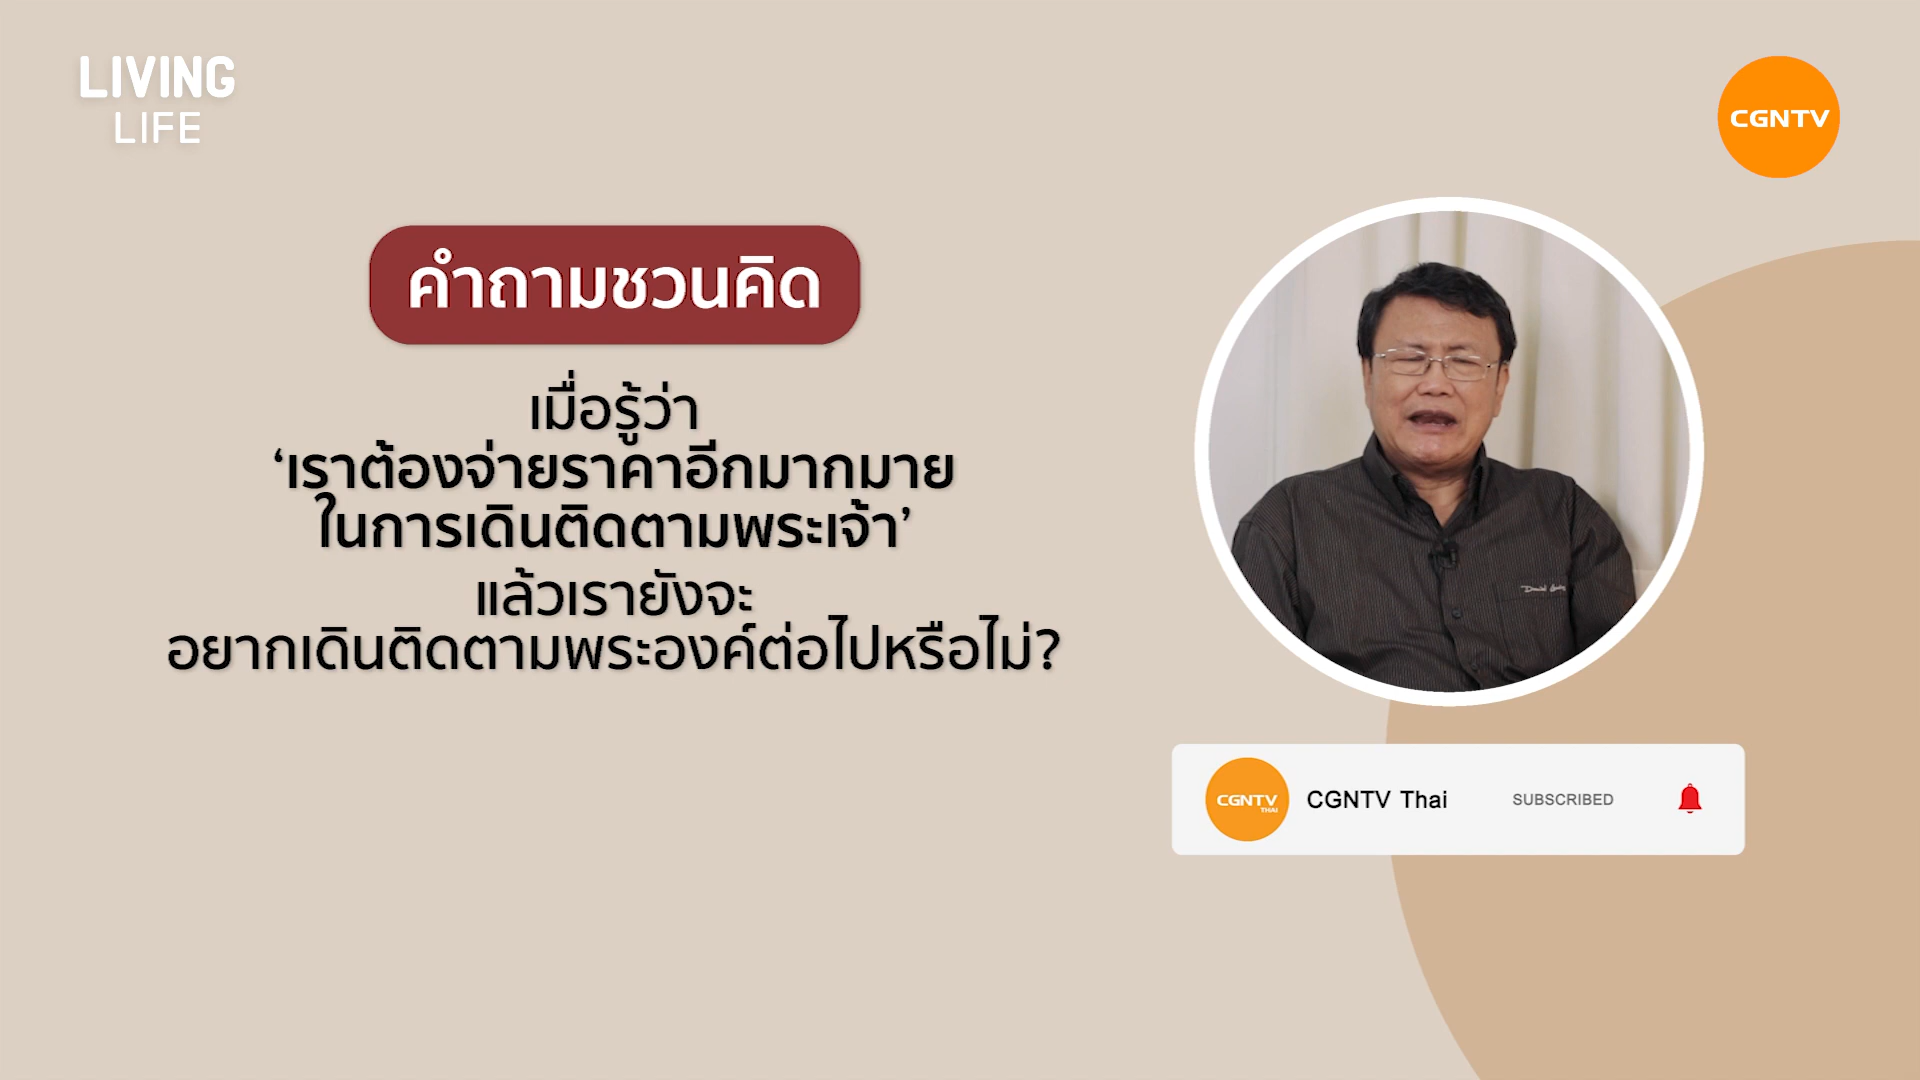 LIVING
LIFE
CGNTV
คำถามชวนคิด
เมื่อรู้ว่า
‘เราต้องจ่ายราคาอีกมากมาย
ในการเดินติดตามพระเจ้า’
แล้วเรายังจะ
อยากเดินติดตามพระองค์ต่อไปหรือไม่?
CGNTV
THAI
CGNTV Thai
SUBSCRIBED